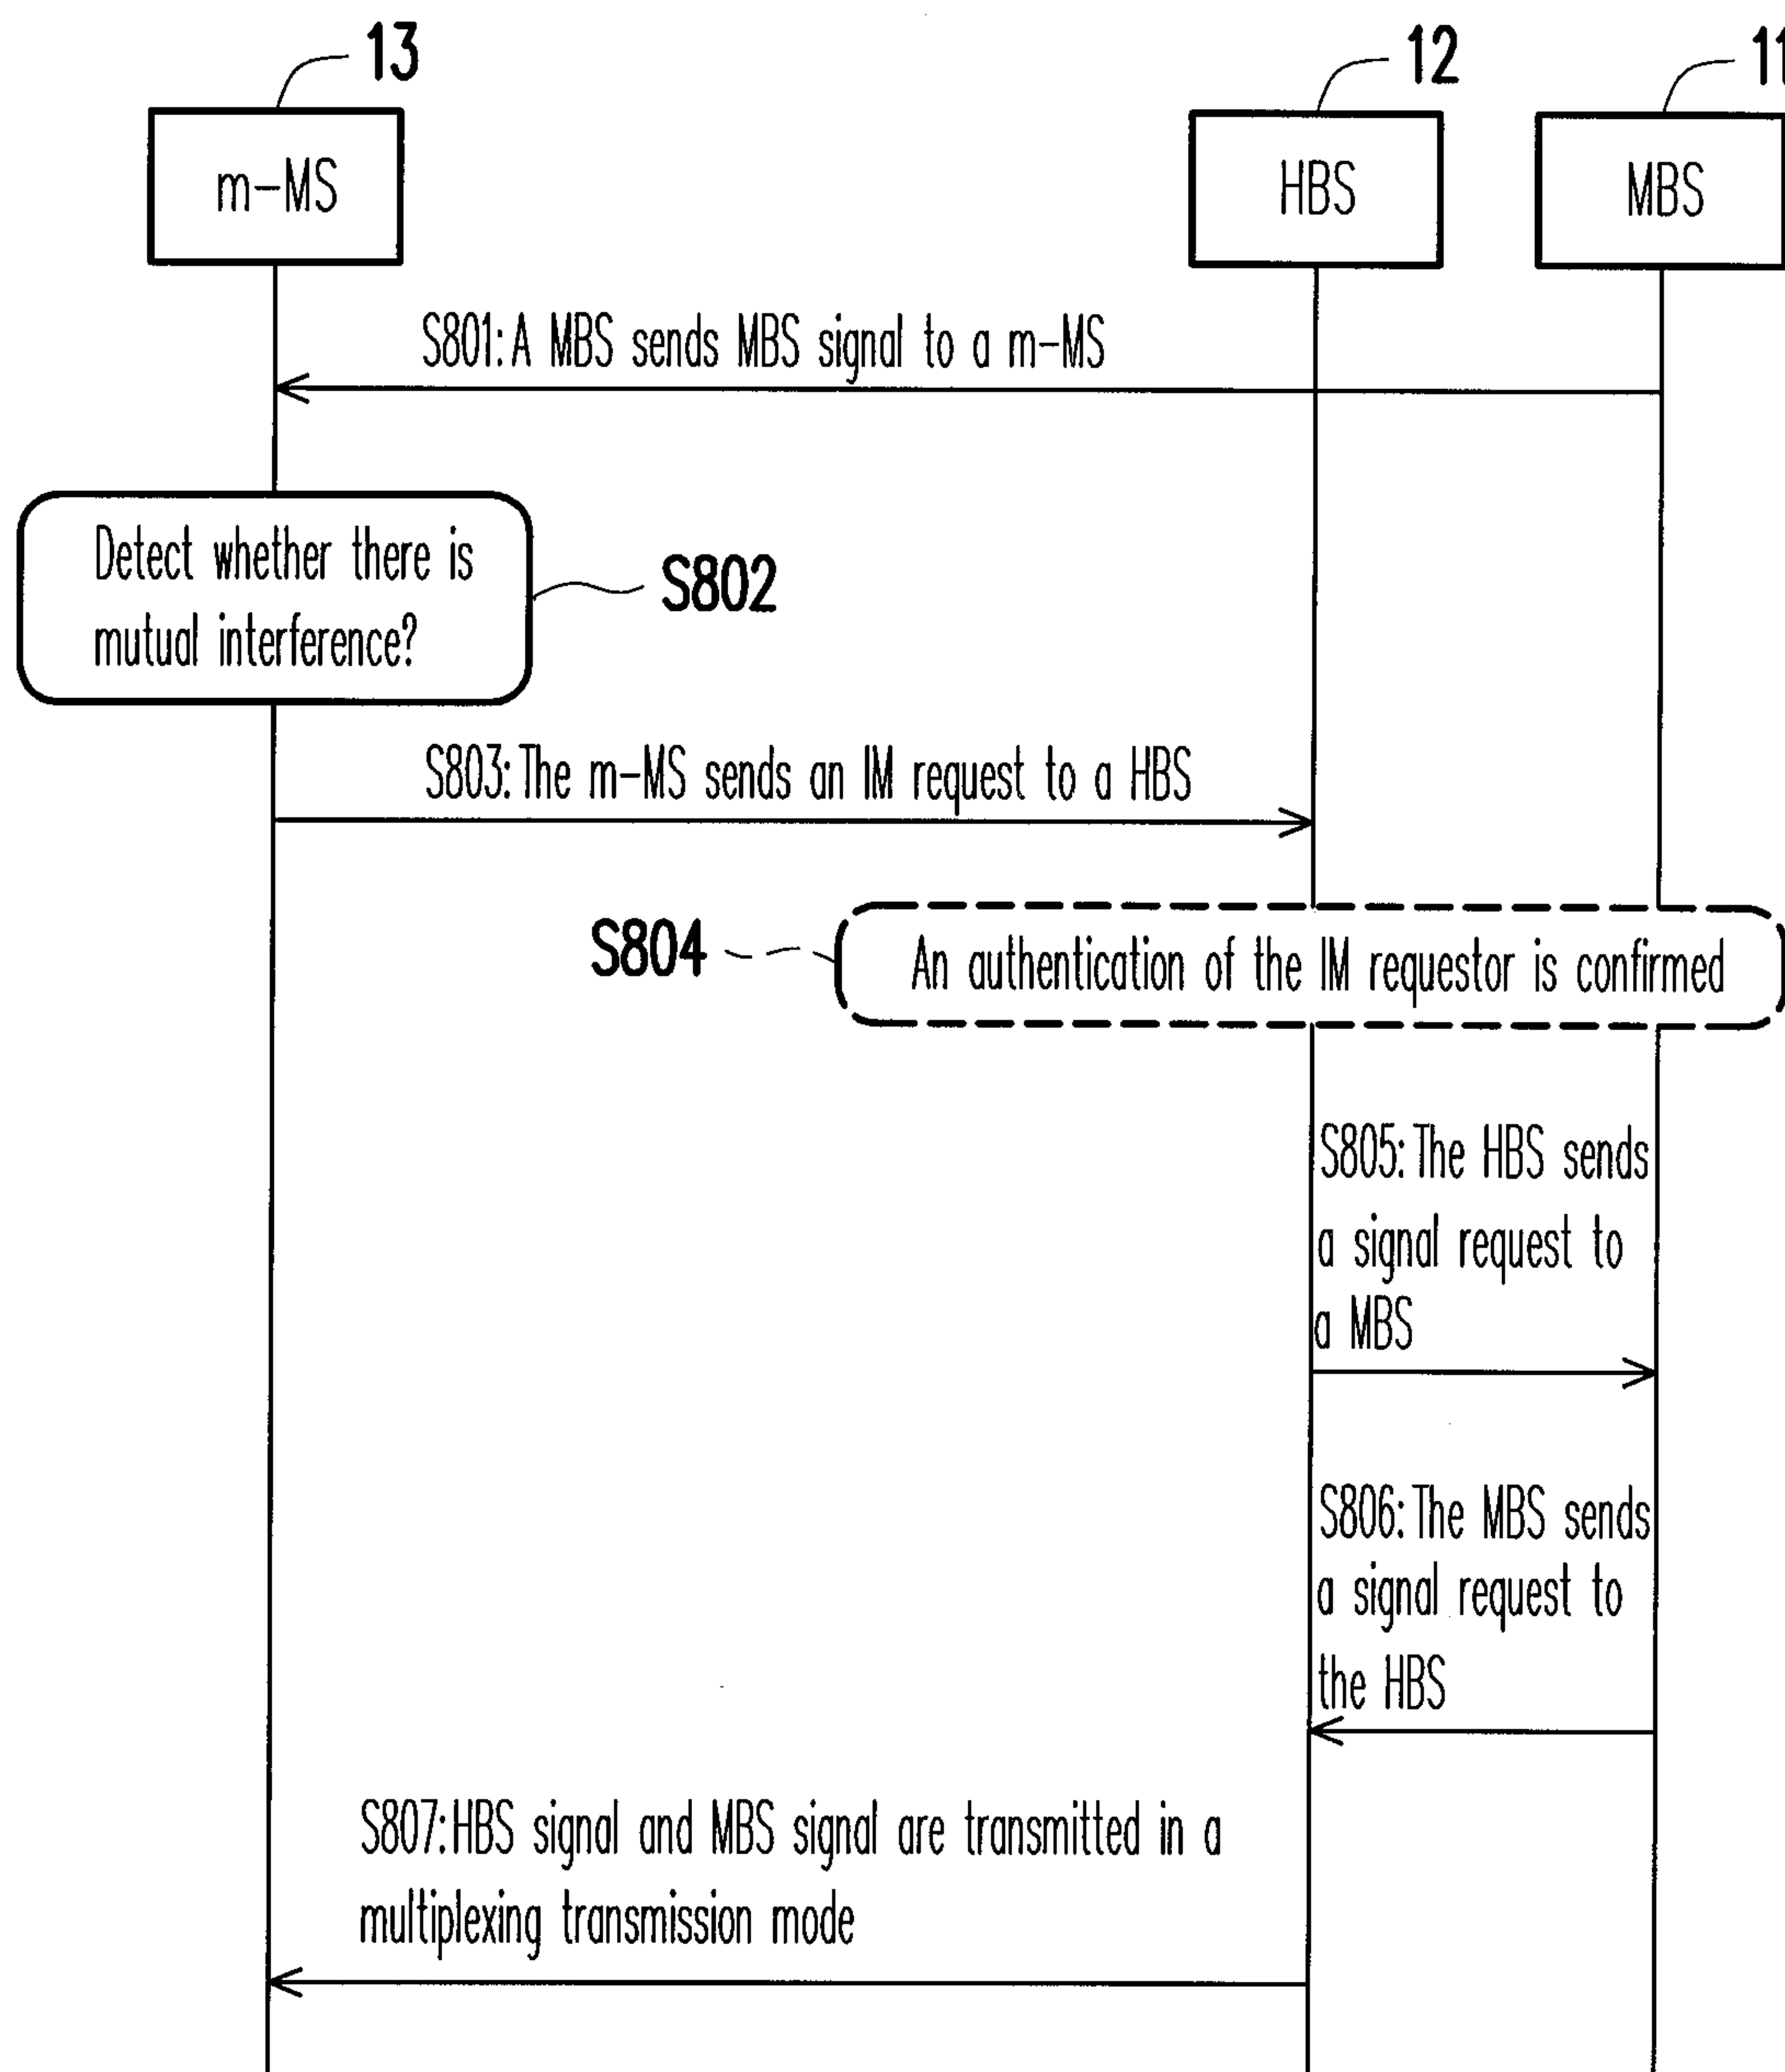 13
12
11
m-MS
HBS
MBS
S801: A MBS sends MBS signal to a m-MS
Detect whether there is
mutual interference?
S802
S803: The m-MS sends an IM request to a HBS
S804
An authentication of the IM requestor is confirmed
S805: The HBS sends
a signal request to
a MBS
S806: The MBS sends
a signal request to
the HBS
S807: HBS signal and MBS signal are transmitted in a
multiplexing transmission mode